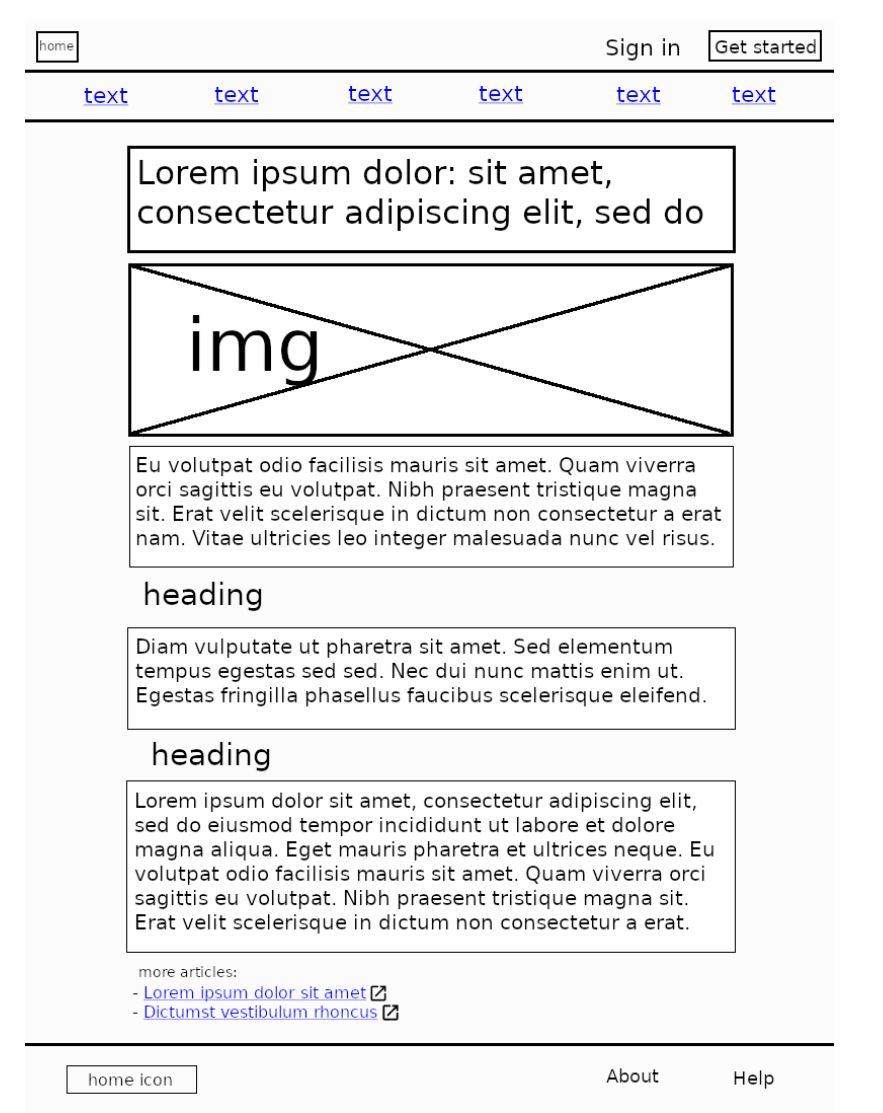 home
Sign in
Get started
text
text
text
text
text
text
Lorem ipsum dolor: sit amet,
consectetur adipiscing elit, sed do
img
Eu volutpat odio facilisis mauris sit amet. Quam viverra
orci sagittis eu volutpat. Nibh praesent tristique magna
sit. Erat velit scelerisque in dictum non consectetur a erat
nam. Vitae ultricies leo integer malesuada nunc vel risus.
heading
Diam vulputate ut pharetra sit amet. Sed elementum
tempus egestas sed sed. Nec dui nunc mattis enim ut.
Egestas fringilla phasellus faucibus scelerisque eleifend.
heading
Lorem ipsum dolor sit amet, consectetur adipiscing elit,
sed do eiusmod tempor incididunt ut labore et dolore
magna aliqua. Eget mauris pharetra et ultrices neque. Eu
volutpat odio facilisis mauris sit amet. Quam viverra orci
sagittis eu volutpat. Nibh praesent tristique magna sit.
Erat velit scelerisque in dictum non consectetur a erat.
more articles:
- Lorem ipsum dolor sit amet
- Dictumst vestibulum rhoncus
home icon
About
Help